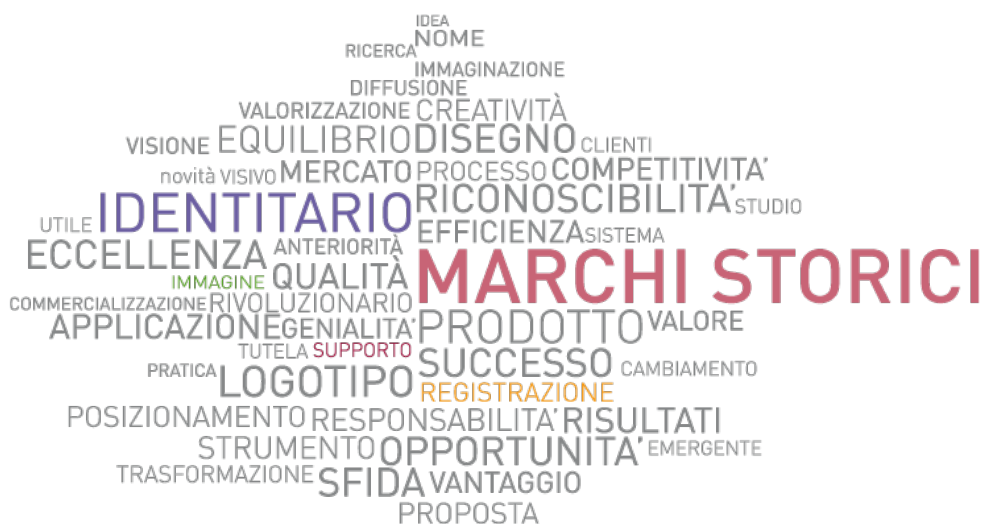 IDEA
NOME
RICERCA
IMMAGINAZIONE
DIFFUSIONE
VALORIZZAZIONE CREATIVITÀ
VISIONE EQUILIBRIO DISEGNO CLIENTI
novità VISIVO MERCATO PROCESSO COMPETITIVITA'
IDENTITARIO RICONOSCIBILITA' STUDIO
UTILE EFFICIENZA SISTEMA
ECCELLENZA ANTERIORITÀ
IMMAGINE QUALITÀ MARCHI STORICI
COMMERCIALIZZAZIONE RIVOLUZIONARIO
APPLICAZIONE GENIALITA' PRODOTTO VALORE
TUTELA SUPPORTO SUCCESSO CAMBIAMENTO
PRATICA LOGOTIPO REGISTRAZIONE
POSIZIONAMENTO RESPONSABILITA' RISULTATI
STRUMENTO OPPORTUNITA' EMERGENTE
TRASFORMAZIONE SFIDA VANTAGGIO
PROPOSTA